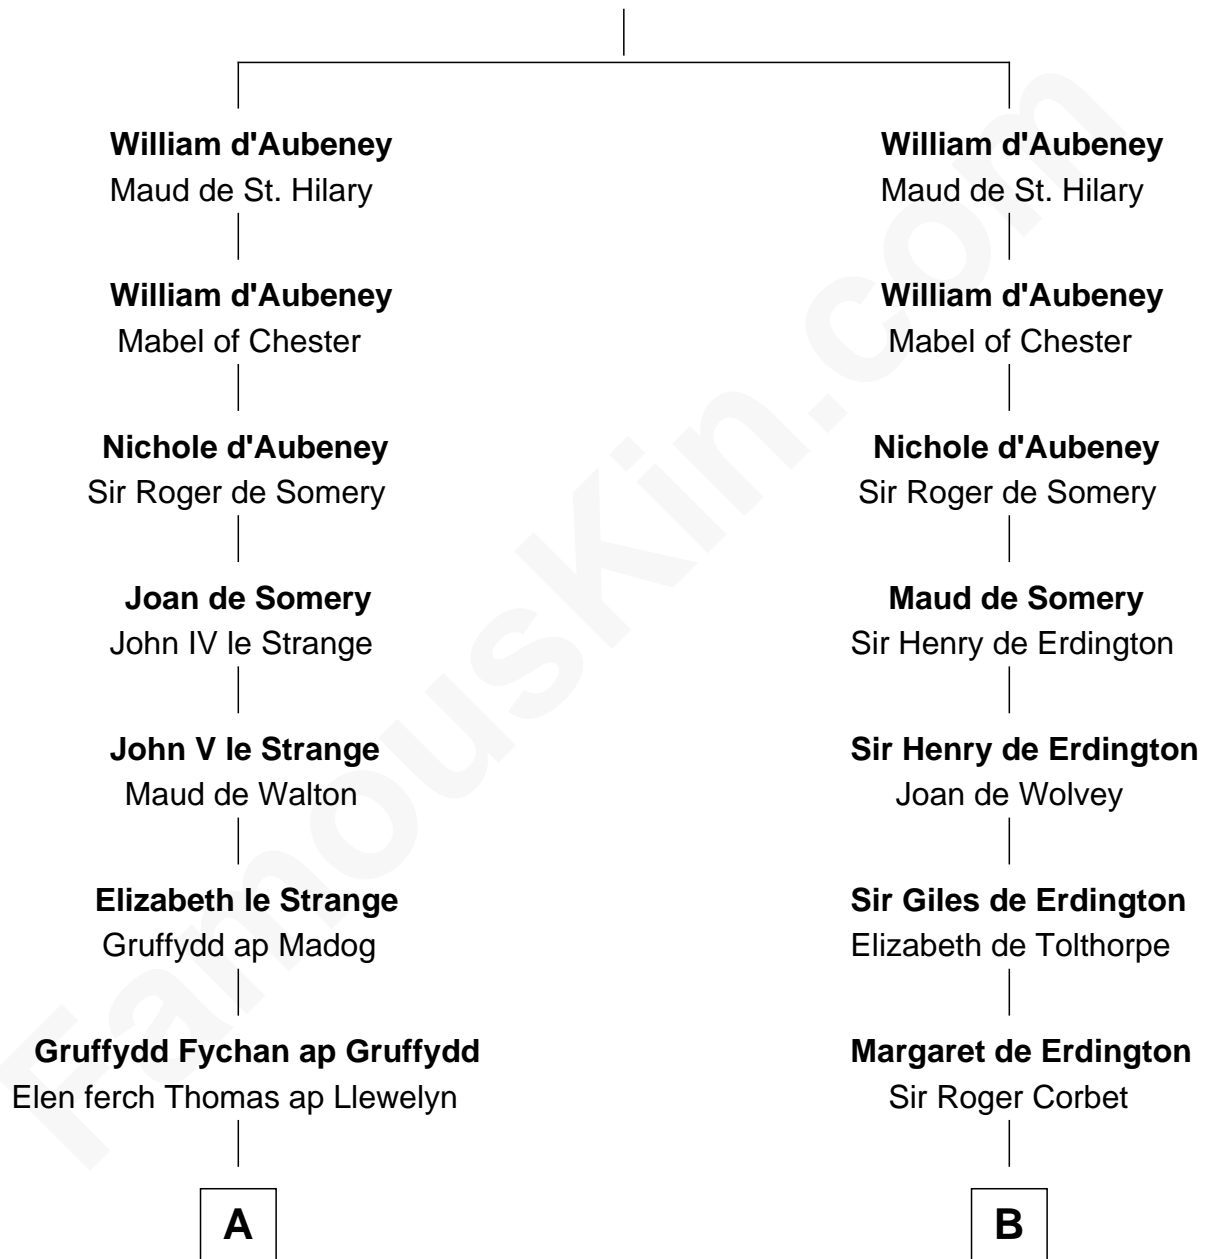 William d'Aubeney
Maud de St. Hilary
William d'Aubeney
Mabel of Chester
Nichole d'Aubeney
Sir Roger de Somery
Joan de Somery
John IV le Strange
John V le Strange
Maud de Walton
Elizabeth le Strange
Gruffydd ap Madog
Gruffydd Fychan ap Gruffydd
Elen ferch Thomas ap Llewelyn
A
William d'Aubeney
Maud de St. Hilary
William d'Aubeney
Mabel of Chester
Nichole d'Aubeney
Sir Roger de Somery
Maud de Somery
Sir Henry de Erdington
Sir Henry de Erdington
Joan de Wolvey
Sir Giles de Erdington
Elizabeth de Tolthorpe
Margaret de Erdington
Sir Roger Corbet
B
FamousKin.com